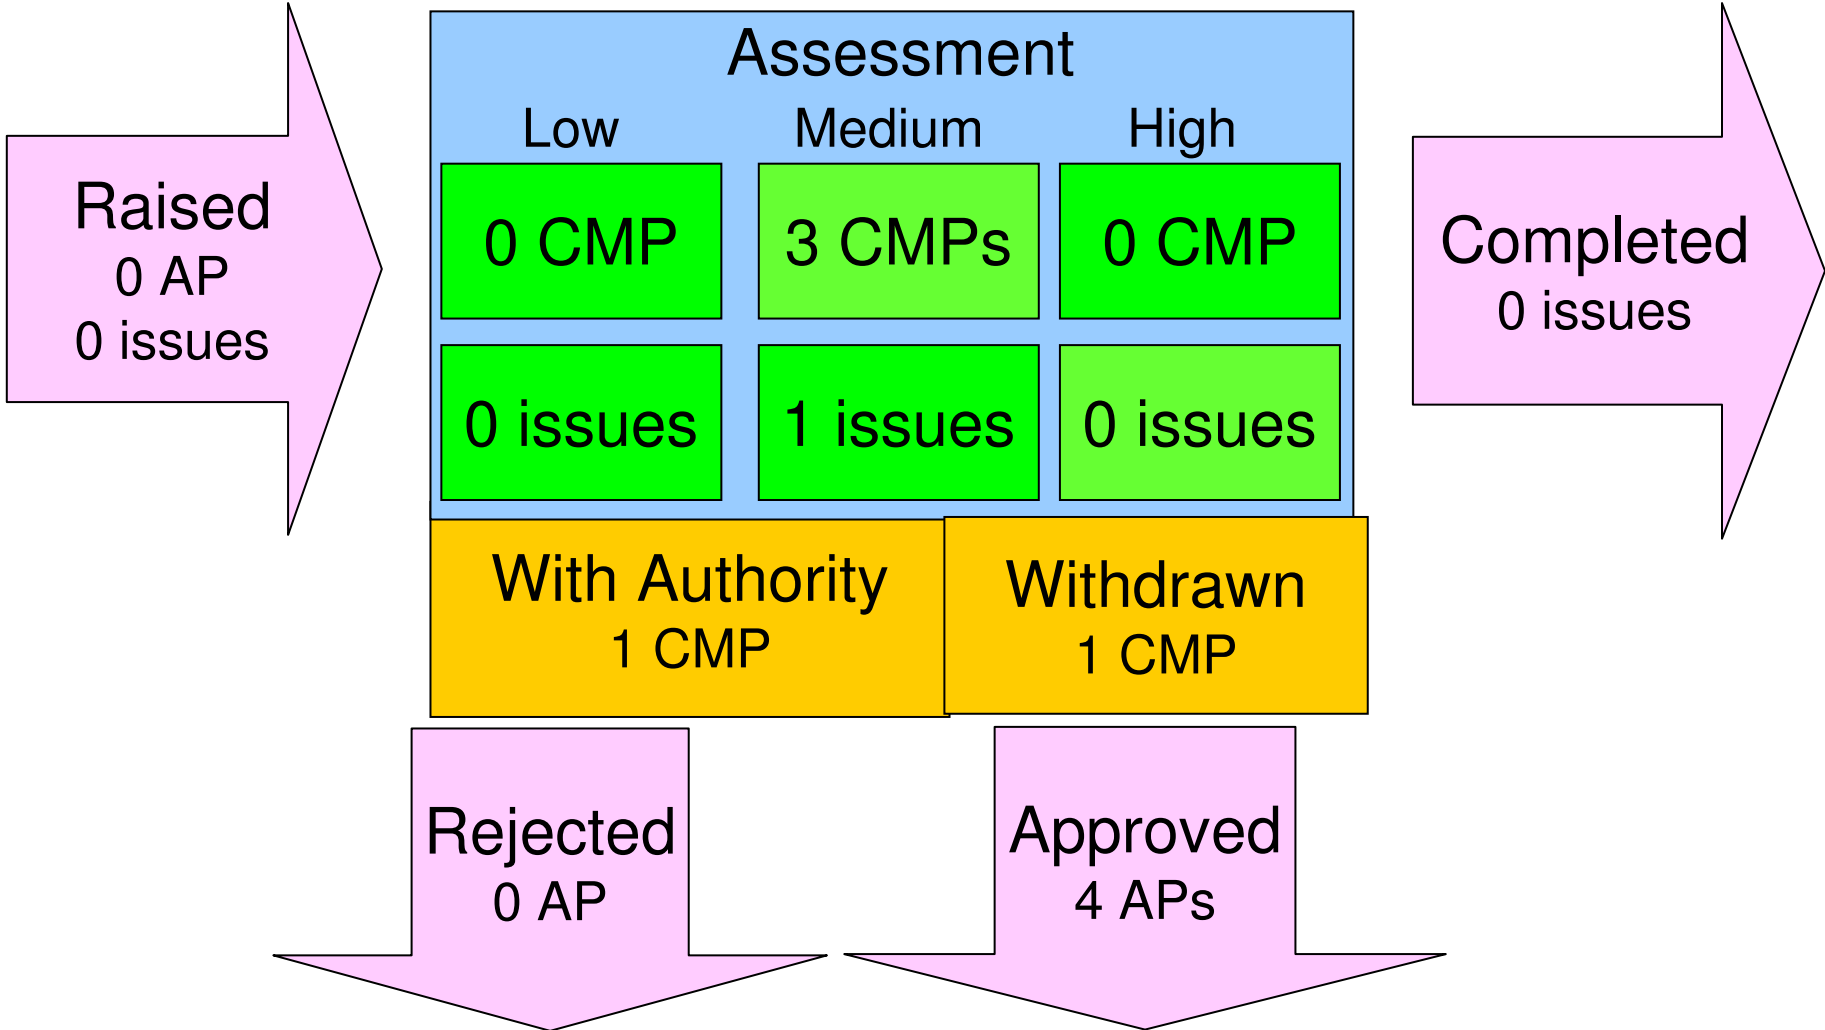 Raised
0 AP
0 issues
Assessment
Low Medium High
0 CMP 3 CMPs 0 CMP
0 issues 1 issues 0 issues
With Authority
1 CMP
Withdrawn
1 CMP
Completed
0 issues
Rejected
0 AP
Approved
4 APs